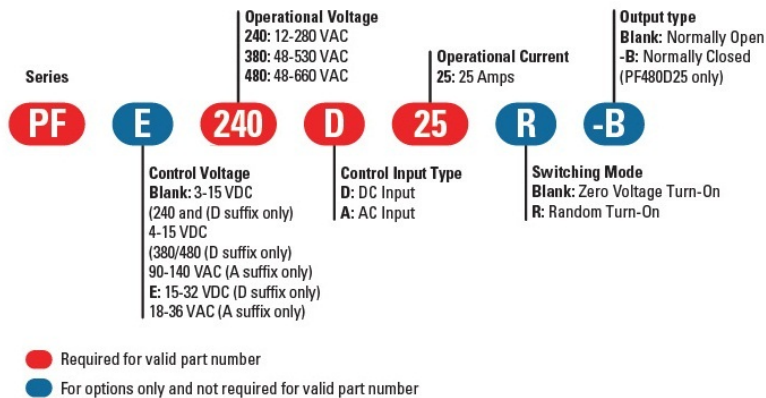 Operational Voltage
240: 12-280 VAC
380: 48-530 VAC
480: 48-660 VAC
Operational Current
25: 25 Amps
Output type
Blank: Normally Open
-B: Normally Closed
(PF480D25 only)
Series
PF E 240 D 25 R -B
Control Voltage
Blank: 3-15 VDC
(240 and (D suffix only)
4-15 VDC
(380/480 (D suffix only)
90-140 VAC (A suffix only)
E: 15-32 VDC (D suffix only)
18-36 VAC (A suffix only)
Control Input Type
D: DC Input
A: AC Input
Switching Mode
Blank: Zero Voltage Turn-On
R: Random Turn-On
Required for valid part number
For options only and not required for valid part number